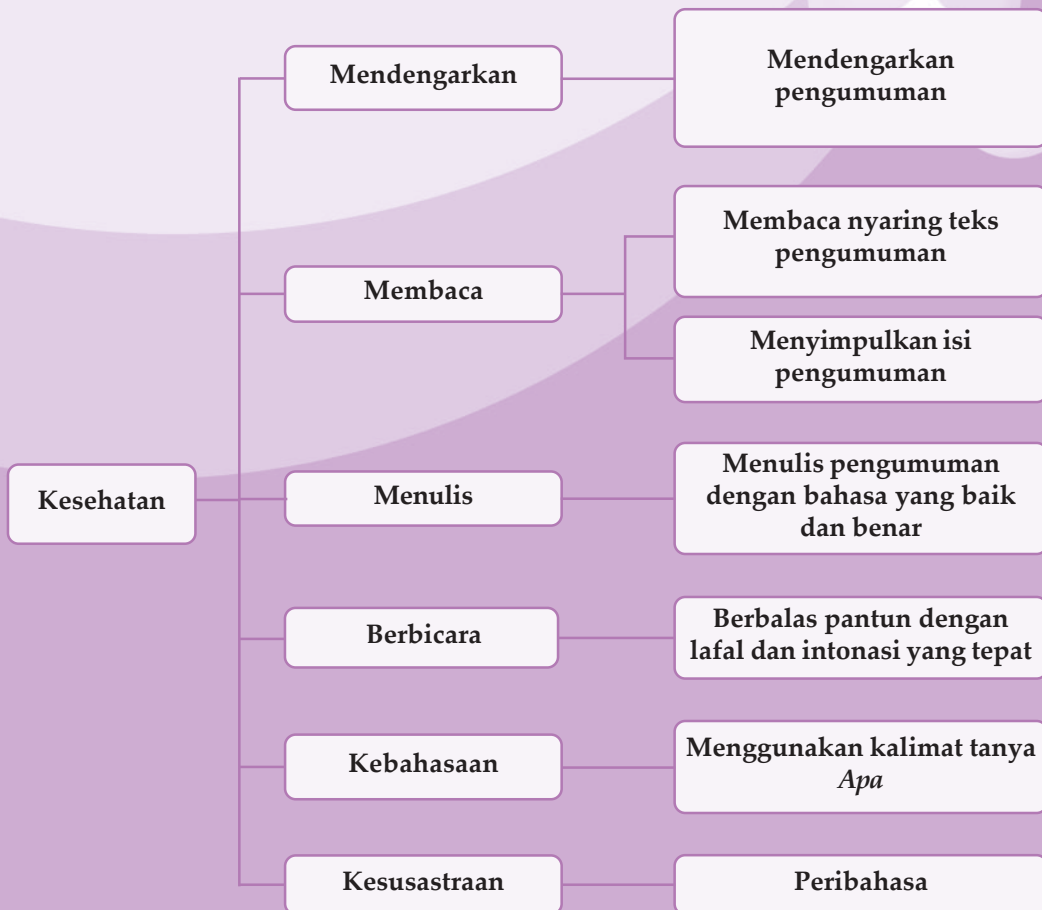 Mendengarkan
Mendengarkan
pengumuman
Membaca
Membaca nyaring teks
pengumuman
Menyimpulkan isi
pengumuman
Kesehatan
Menulis
Menulis pengumuman
dengan bahasa yang baik
dan benar
Berbicara
Berbalas pantun dengan
lafal dan intonasi yang tepat
Kebahasaan
Menggunakan kalimat tanya
Apa
Kesusastraan
Peribahasa